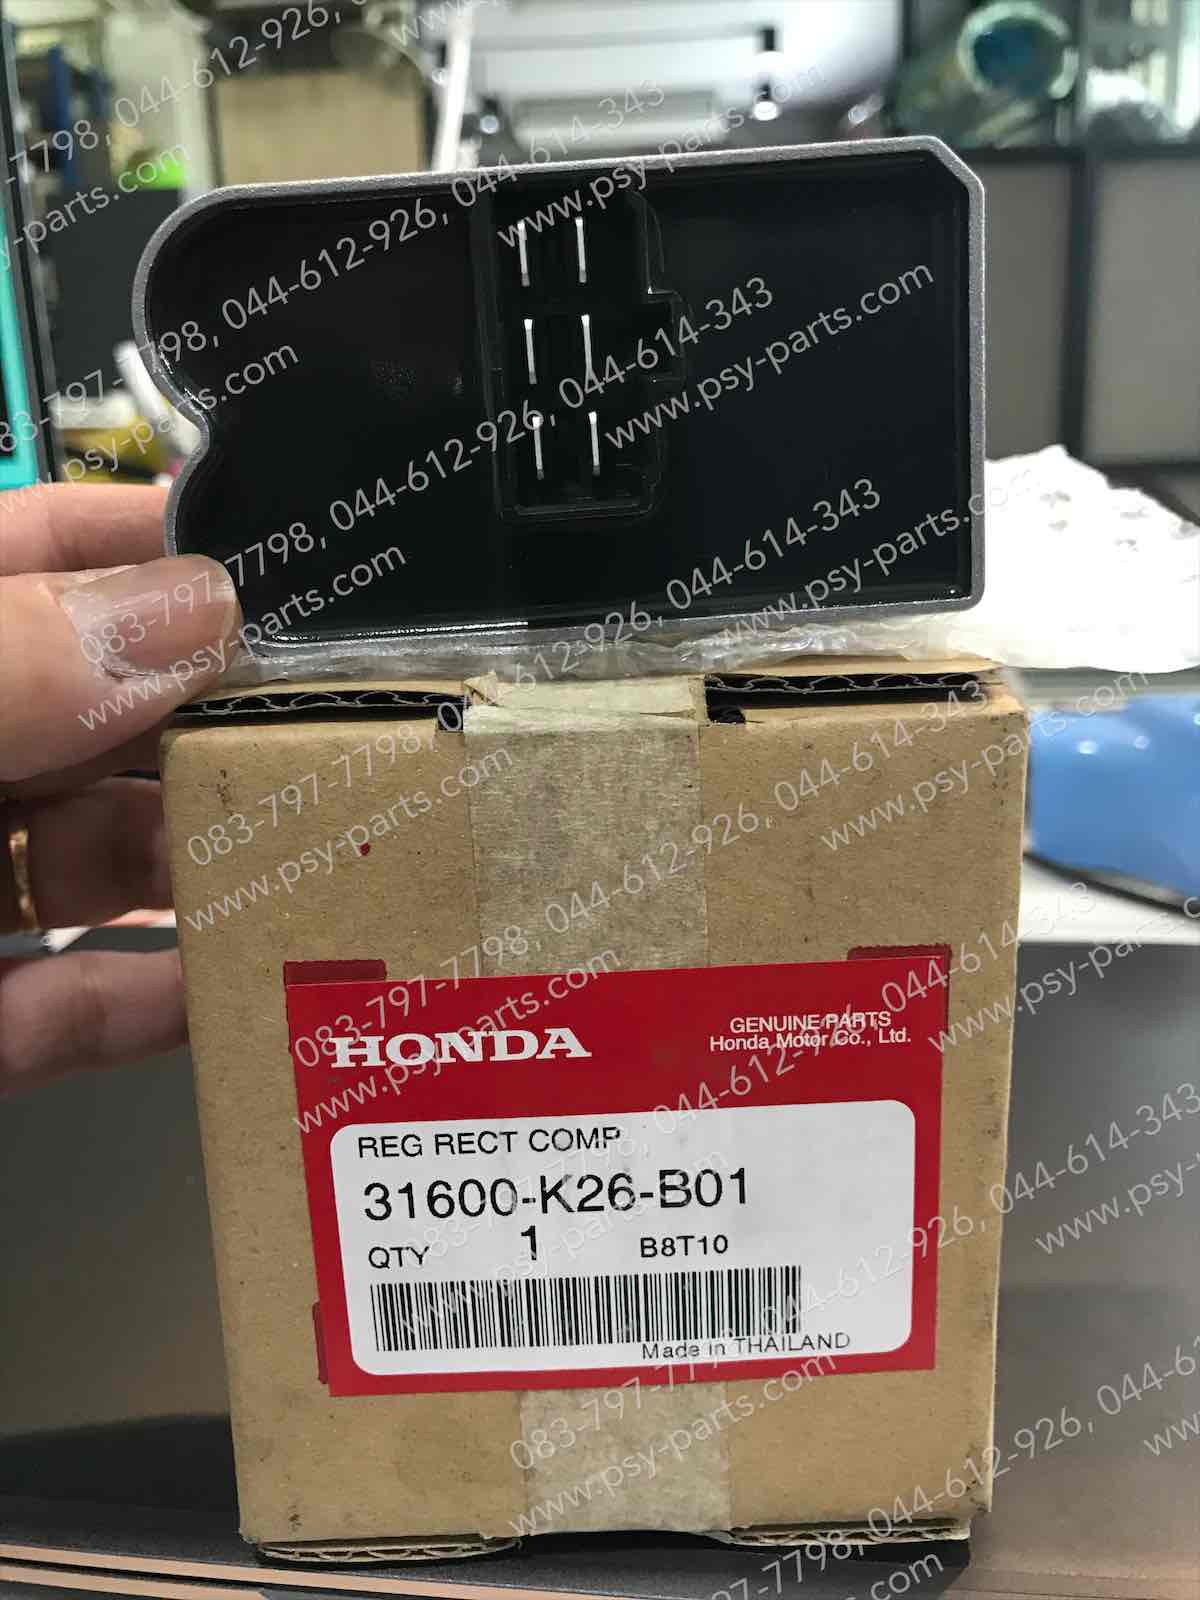 083-797-7798, 044-612-926, 044-614-343
www.psy-parts.com
HONDA
GENUINE PARTS
Honda Motor Co., Ltd.
REG RECT COMP
31600-K26-B01
QTY 1 B8T10
Made in THAILAND